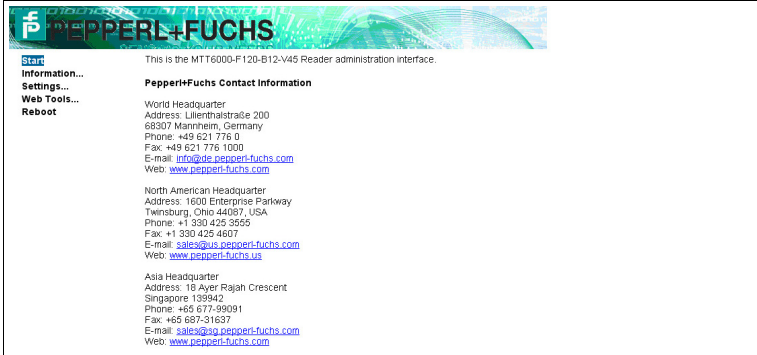 PEPPERL+FUCHS
Start
Information...
Settings...
Web Tools...
Reboot
This is the MTT6000-F120-B12-V45 Reader administration interface.
Pepperl+Fuchs Contact Information
World Headquarter
Address: Lilienthalstraße 200
68307 Mannheim, Germany
Phone: +49 621 776 0
Fax: +49 621 776 1000
E-mail: info@de.pepperl-fuchs.com
Web: www.pepperl-fuchs.com
North American Headquarter
Address: 1600 Enterprise Parkway
Twinsburg, Ohio 44087, USA
Phone: +1 330 425 3555
Fax: +1 330 425 4607
E-mail: sales@us.pepperl-fuchs.com
Web: www.pepperl-fuchs.us
Asia Headquarter
Address: 18 Ayer Rajah Crescent
Singapore 139942
Phone: +65 677-99091
Fax: +65 687-31637
E-mail: sales@sg.pepperl-fuchs.com
Web: www.pepperl-fuchs.com